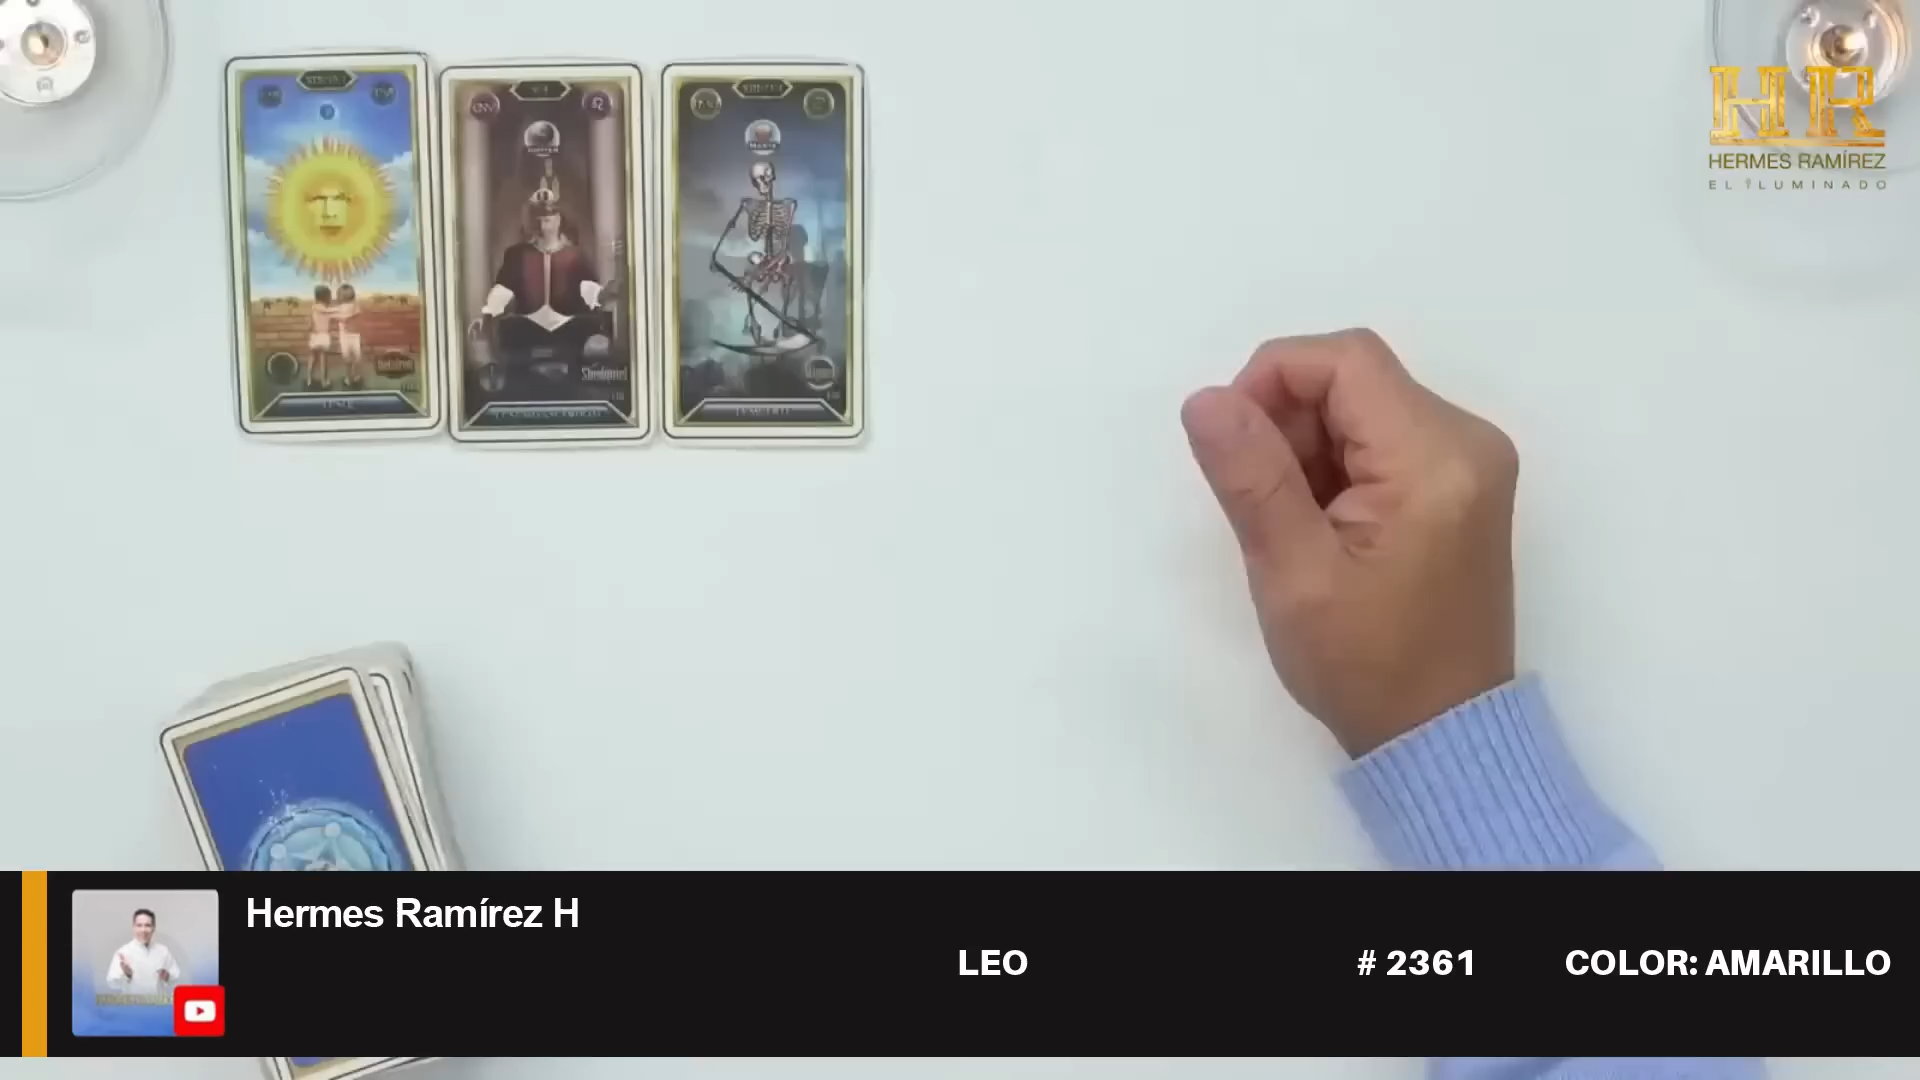 HR
HERMES RAMÍREZ
EL ILUMINADO
Hermes Ramírez H
LEO
# 2361
COLOR: AMARILLO